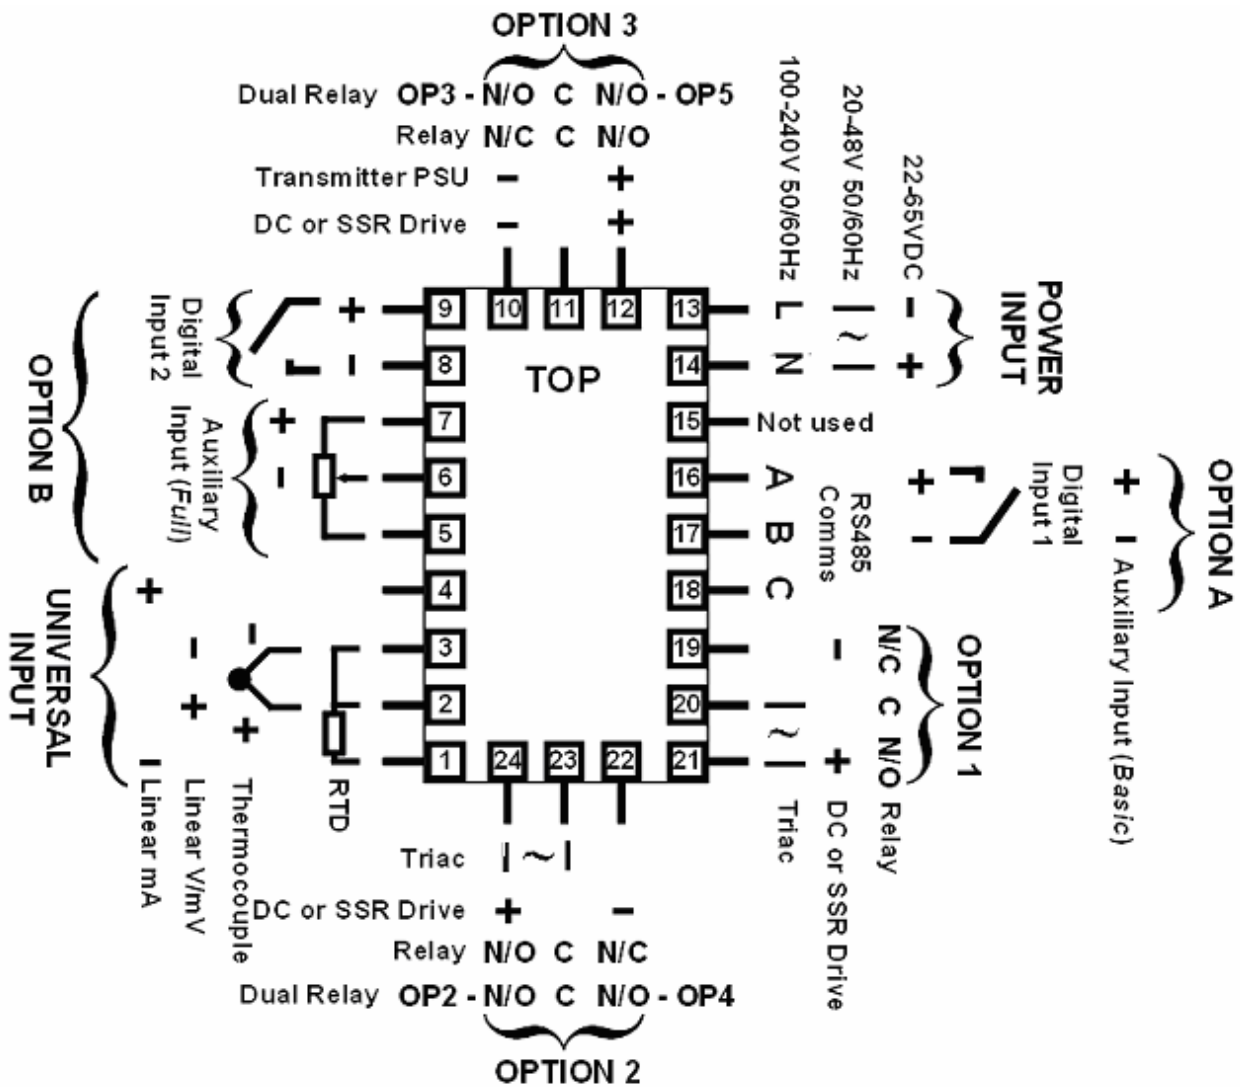 OPTION 3
Dual Relay OP3 - N/O C N/O - OP5
Relay N/C C N/O
Transmitter PSU - +
DC or SSR Drive - +
100-240V 50/60Hz
20-48V 50/60Hz
22-65VDC
POWER
INPUT
L
N
~
-
+
Digital
Input 2
+
-
OPTION B
Auxiliary
Input (Full)
+
-
9
8
7
6
5
4
3
2
1
10 11 12
TOP
13
14
15 Not used
16 A
17 B
18 C
19
20
21
RS485
Comms
+
-
Digital
Input 1
+
- Auxiliary Input (Basic)
OPTION A
UNIVERSAL
INPUT
+
- Linear mA
-
+
Linear V/mV
-
+
Thermocouple
RTD
~
Triac
-
+
DC or SSR Drive
N/C C N/O Relay
OPTION 1
24 23 22
Triac ~
DC or SSR Drive + -
Relay N/O C N/C
Dual Relay OP2 - N/O C N/O - OP4
OPTION 2